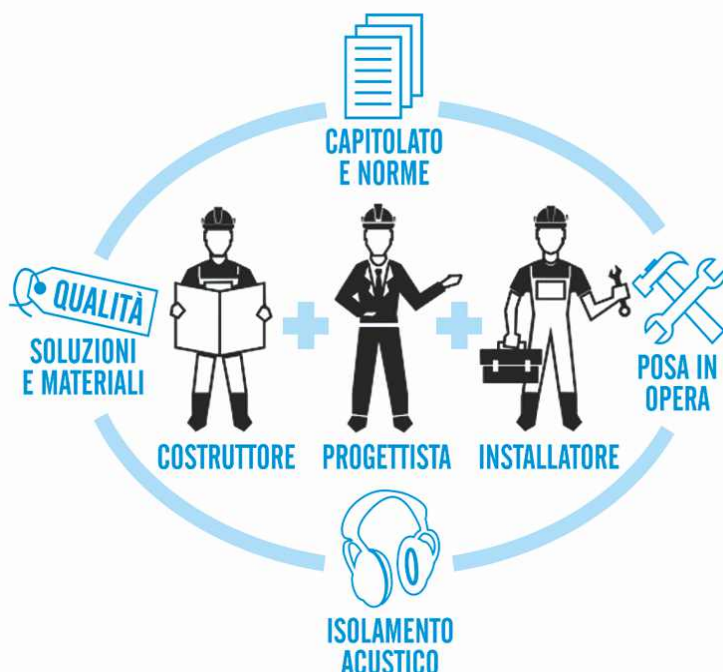 CAPITOLATO
E NORME
QUALITÀ
SOLUZIONI
E MATERIALI
POSA IN
OPERA
COSTRUTTORE
PROGETTISTA
INSTALLATORE
ISOLAMENTO
ACUSTICO